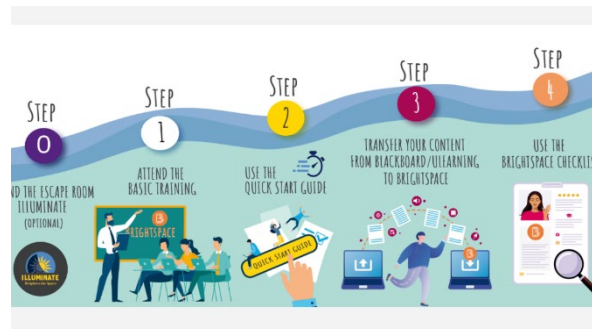 STEP
0
ND THE ESCAPE ROOM
ILLUMINATE
(OPTIONAL)
ILLUMINATE
STEP
1
ATTEND THE
BASIC TRAINING
BRIGHTSPACE
STEP
2
USE THE
QUICK START GUIDE
QUICK START GUIDE
STEP
3
TRANSFER YOUR CONTENT
FROM BLACKBOARD/ULEARNING
TO BRIGHTSPACE
STEP
4
USE THE
BRIGHTSPACE CHECKLIS